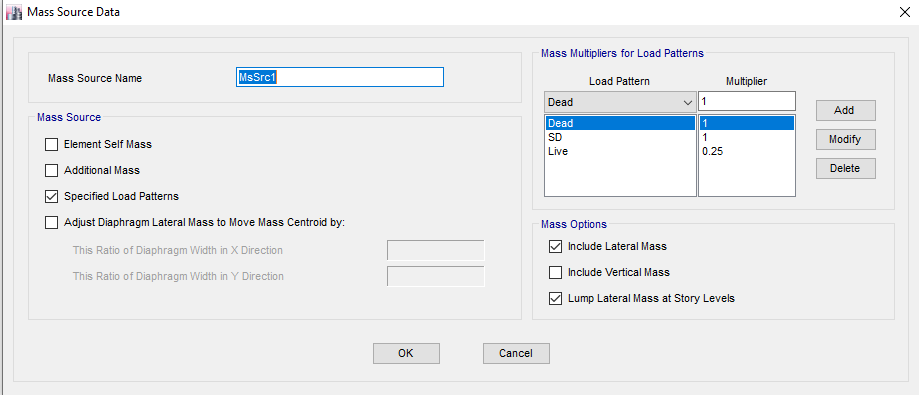 Mass Source Data
Mass Source Name
MsSrc1
Mass Source
Element Self Mass
Additional Mass
Specified Load Patterns
Adjust Diaphragm Lateral Mass to Move Mass Centroid by:
This Ratio of Diaphragm Width in X Direction
This Ratio of Diaphragm Width in Y Direction
Mass Multipliers for Load Patterns
Load Pattern Multiplier
Dead 1
Dead 1
SD 1
Live 0.25
Add
Modify
Delete
Mass Options
Include Lateral Mass
Include Vertical Mass
Lump Lateral Mass at Story Levels
OK Cancel